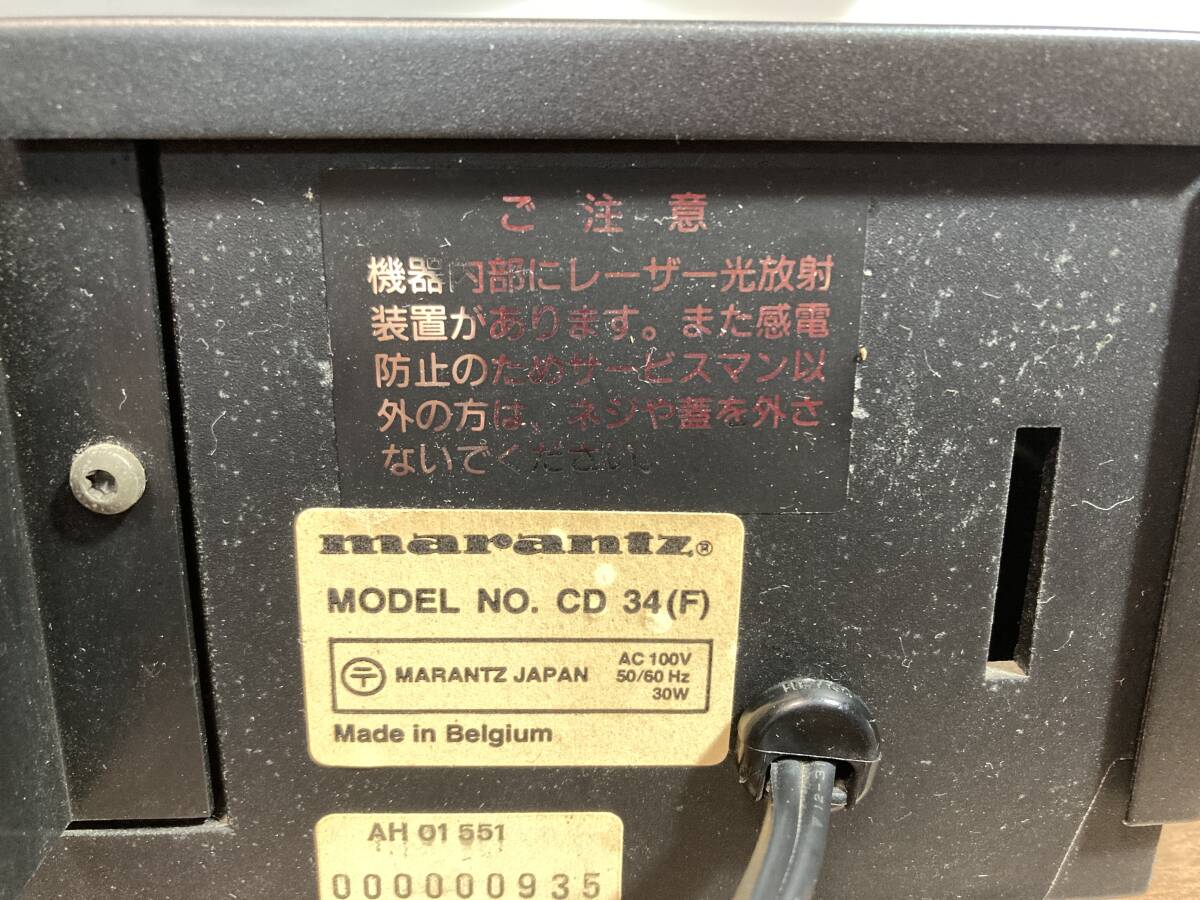 ご注意
機器内部にレーザー光放射
装置があります。また感電
防止のためサービスマン以
外の方は、ネジや蓋を外さ
ないでください。
marantz®
MODEL NO. CD 34(F)
〒 MARANTZ JAPAN
AC 100V
50/60 Hz
30W
Made in Belgium
AH 01 551
000000935